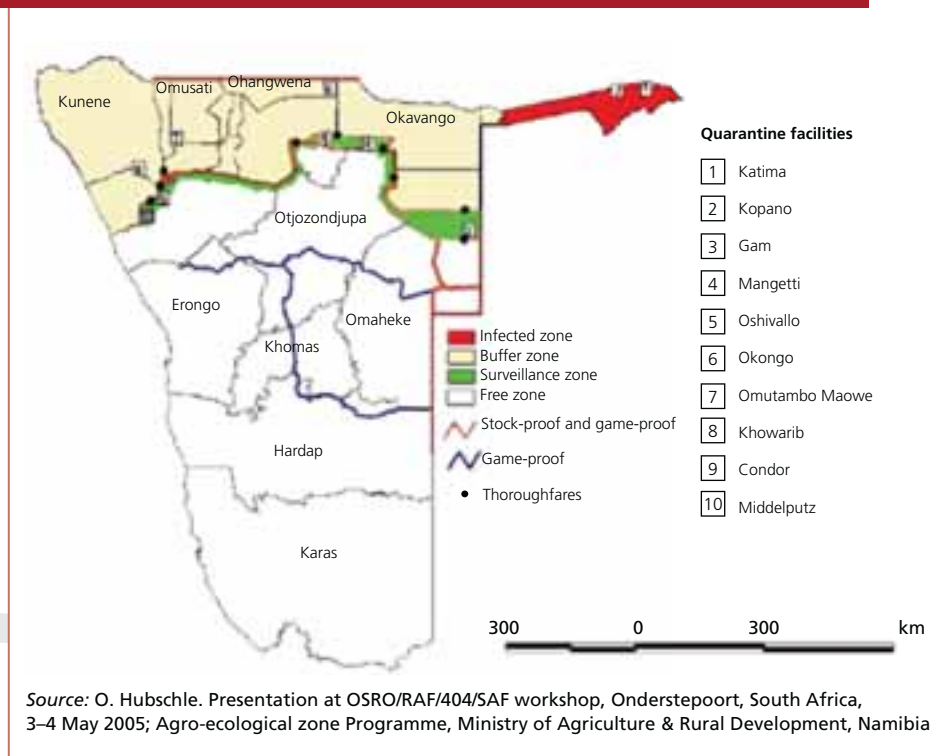 Kunene
Omusati
Ohangwena
Okavango
Otjozondjupa
Erongo
Omaheke
Khomas
Hardap
Karas
Infected zone
Buffer zone
Surveillance zone
Free zone
Stock-proof and game-proof
Game-proof
Thoroughfares
Quarantine facilities
1 Katima
2 Kopano
3 Gam
4 Mangetti
5 Oshivallo
6 Okongo
7 Omutambo Maowe
8 Khowarib
9 Condor
10 Middelputz
300 0 300 km
Source: O. Hubschle. Presentation at OSRO/RAF/404/SAF workshop, Onderstepoort, South Africa,
3–4 May 2005; Agro-ecological zone Programme, Ministry of Agriculture & Rural Development, Namibia